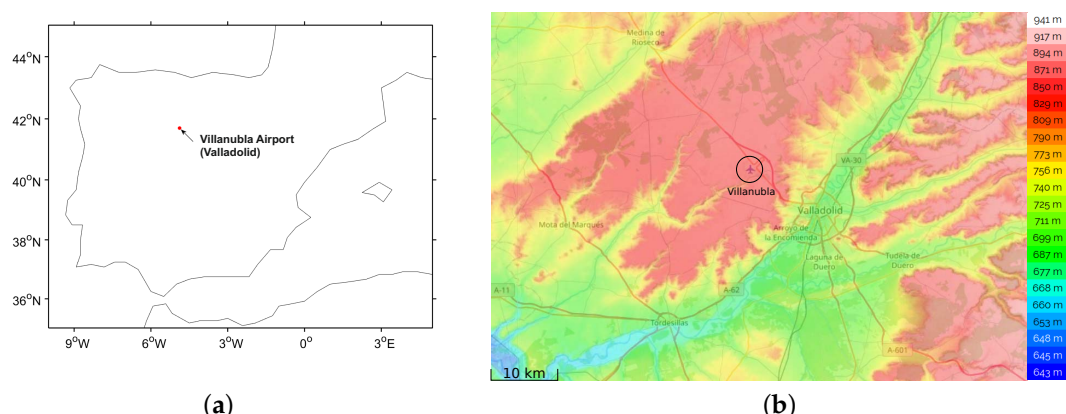 44°N
42°N
40°N
38°N
36°N
9°W
6°W
3°W
0°
3°E
Villanubla Airport
(Valladolid)
(a)
Medina de
Rioseco
VA-30
Villanubla
Valladolid
Mota del Marqués
Arroyo de
la Encomienda
Laguna de
Duero
Tudela de
Duero
A-11
A-62
Tordesillas
A-601
10 km
941 m
917 m
894 m
871 m
850 m
829 m
809 m
790 m
773 m
756 m
740 m
725 m
711 m
699 m
687 m
677 m
668 m
660 m
653 m
648 m
645 m
643 m
(b)